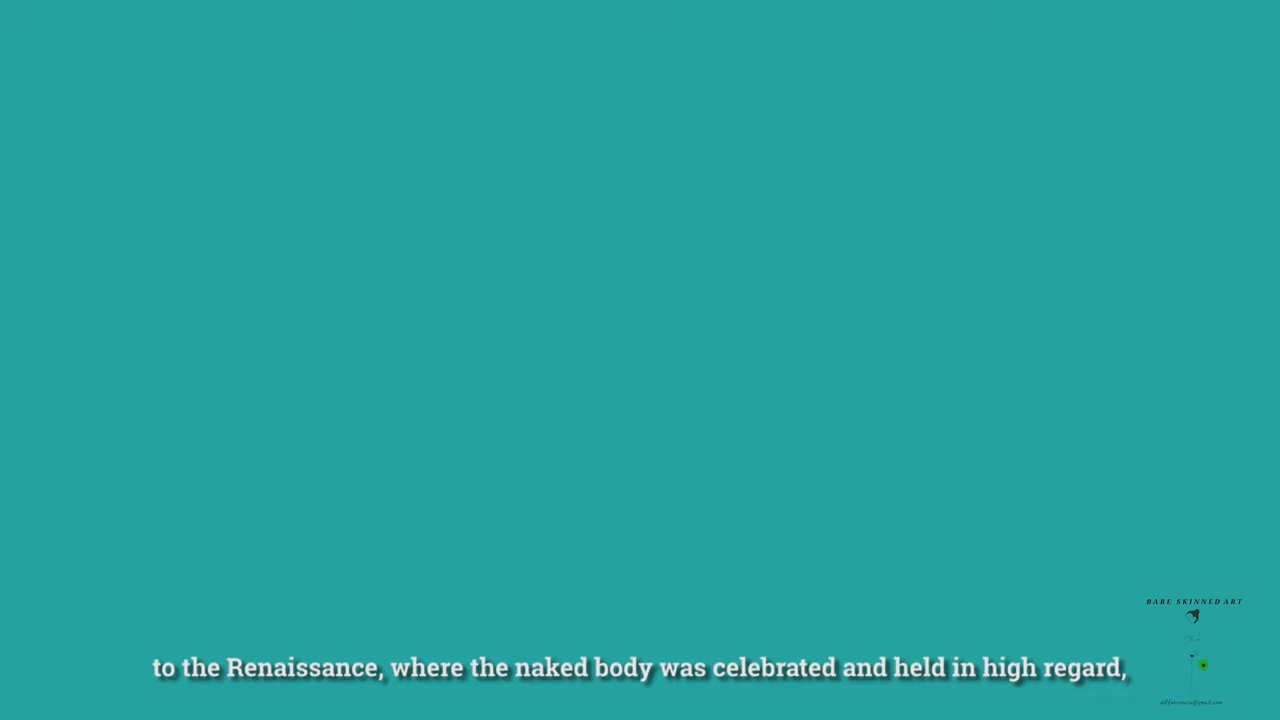 BARE SKINNED ART
to the Renaissance, where the naked body was celebrated and held in high regard,